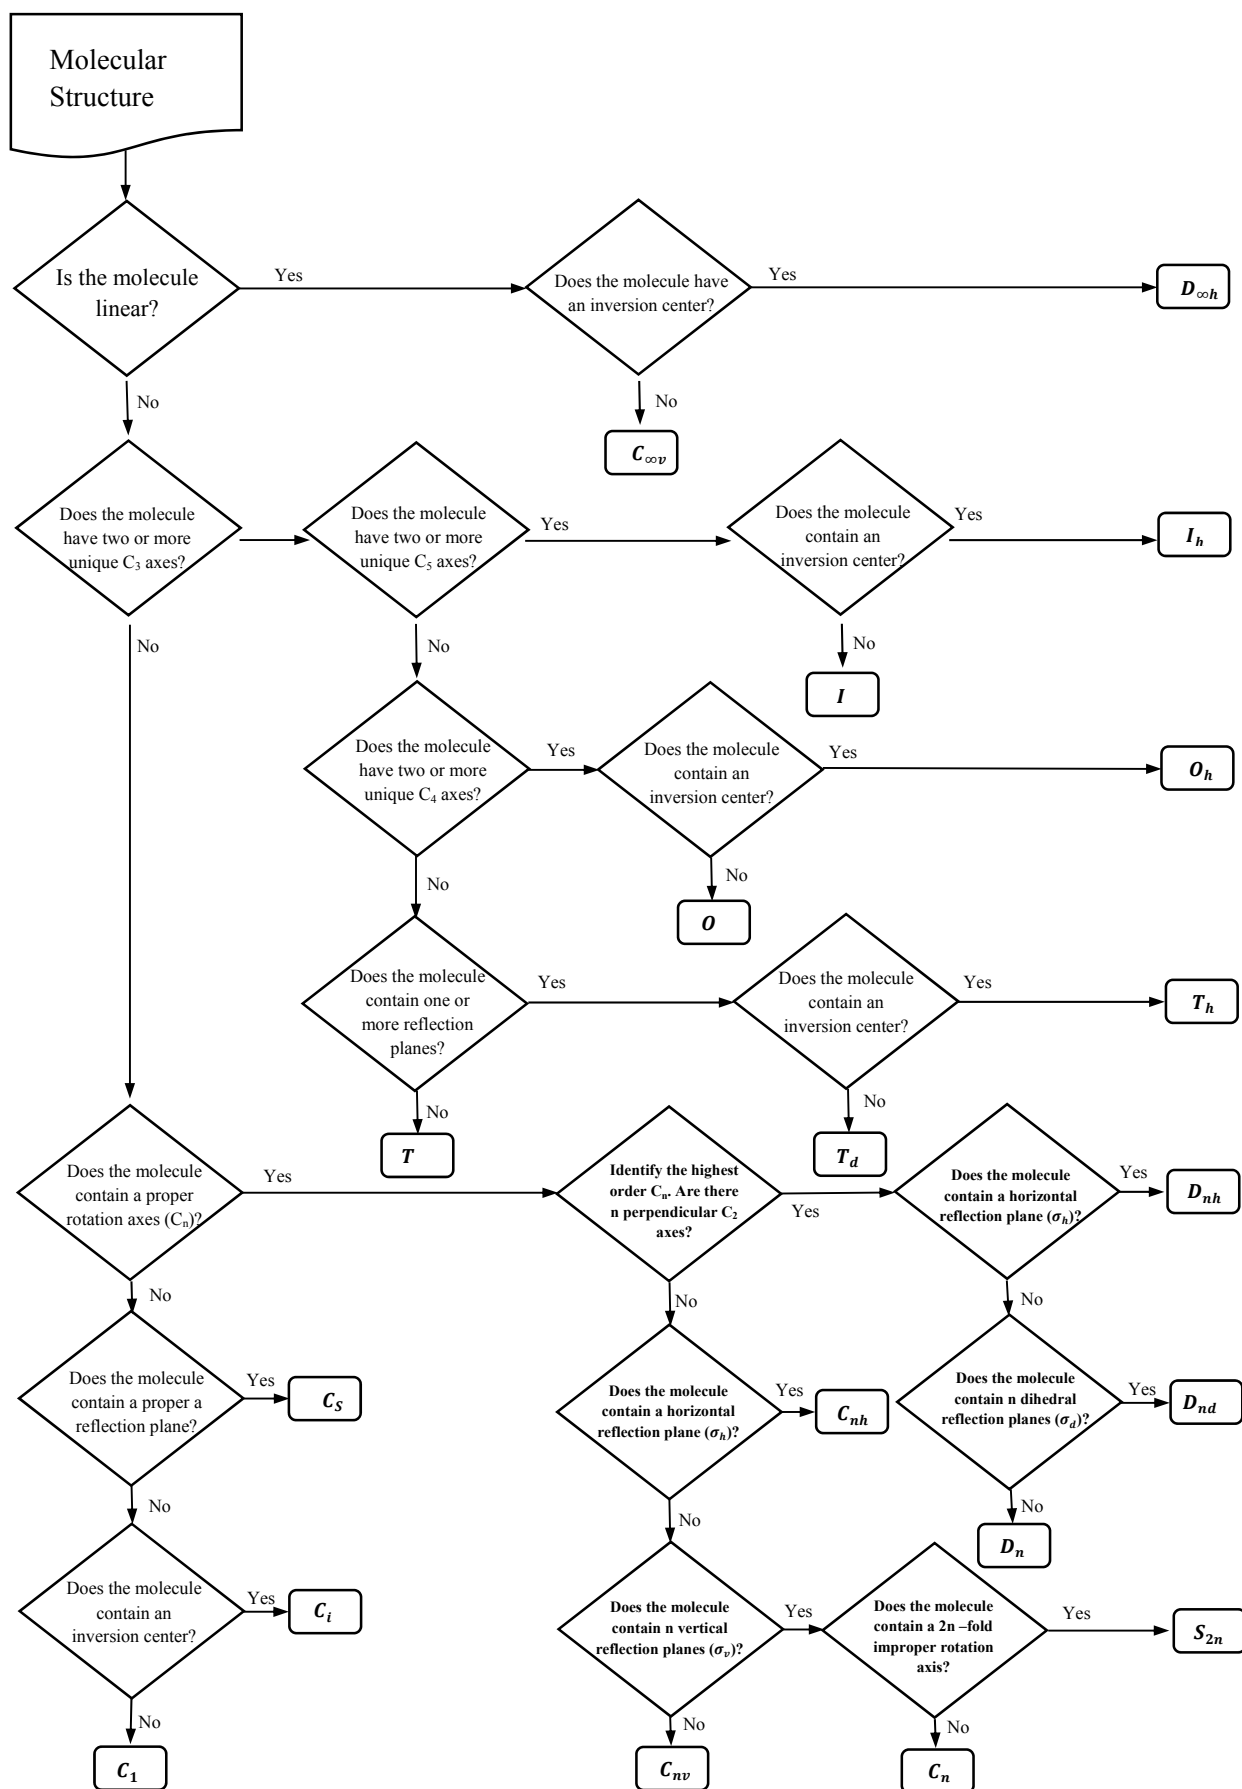 Molecular
Structure
Is the molecule
linear?
Yes
Does the molecule have
an inversion center?
Yes
D∞h
No
No
C∞v
Does the molecule
have two or more
unique C3 axes?
Does the molecule
have two or more
unique C5 axes?
Yes
Does the molecule
contain an
inversion center?
Yes
Ih
No
No
No
I
Does the molecule
have two or more
unique C4 axes?
Yes
Does the molecule
contain an
inversion center?
Yes
Oh
No
No
O
Does the molecule
contain one or
more reflection
planes?
Yes
Does the molecule
contain an
inversion center?
Yes
Th
No
No
T
Td
Does the molecule
contain a proper
rotation axes (Cn)?
Yes
Identify the highest
order Cn. Are there
n perpendicular C2
axes?
Yes
Does the molecule
contain a horizontal
reflection plane (σh)?
Yes
Dnh
No
No
No
Does the molecule
contain a proper a
reflection plane?
Yes
CS
Does the molecule
contain a horizontal
reflection plane (σh)?
Yes
Cnh
Does the molecule
contain n dihedral
reflection planes (σd)?
Yes
Dnd
No
No
No
Dn
Does the molecule
contain an
inversion center?
Yes
Ci
Does the molecule
contain n vertical
reflection planes (σv)?
Yes
Does the molecule
contain a 2n –fold
improper rotation
axis?
Yes
S2n
No
No
No
C1
Cnv
Cn